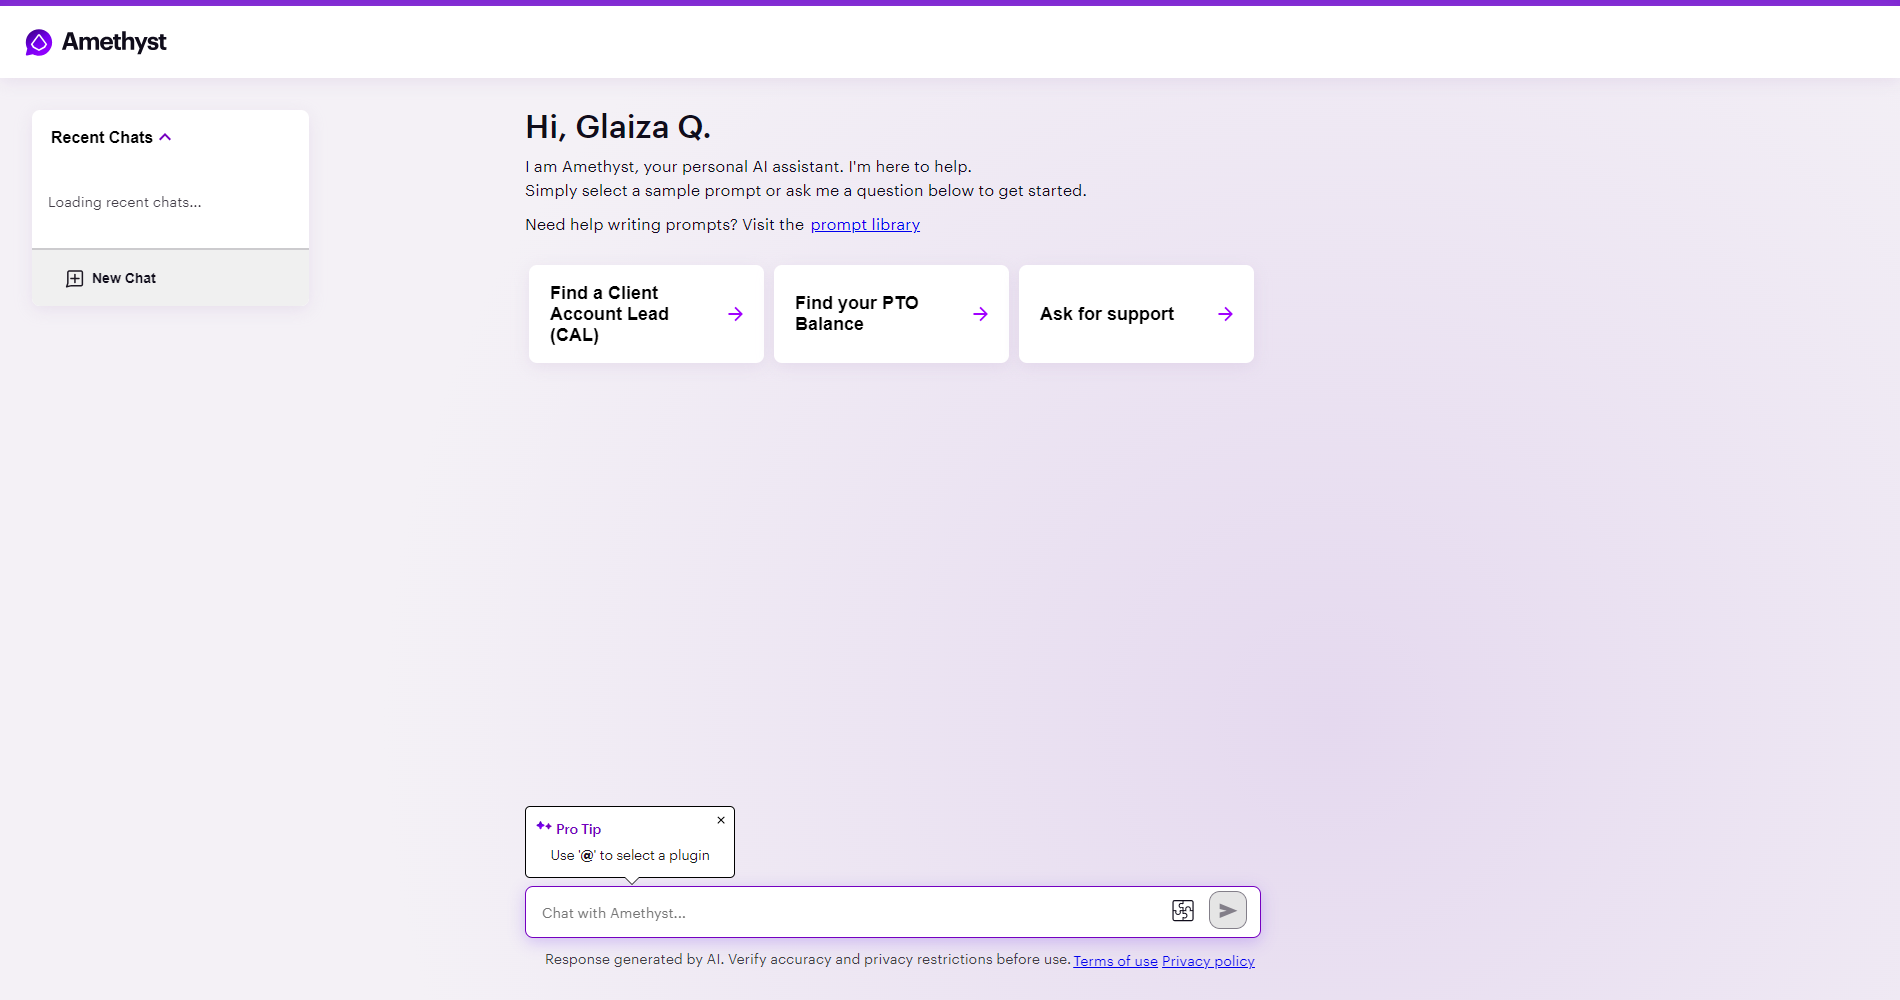 Amethyst
Recent Chats
Loading recent chats...
New Chat
Hi, Glaiza Q.
I am Amethyst, your personal AI assistant. I'm here to help.
Simply select a sample prompt or ask me a question below to get started.
Need help writing prompts? Visit the prompt library
Find a Client
Account Lead
(CAL)
Find your PTO
Balance
Ask for support
Pro Tip
Use '@' to select a plugin
Chat with Amethyst...
Response generated by AI. Verify accuracy and privacy restrictions before use. Terms of use Privacy policy